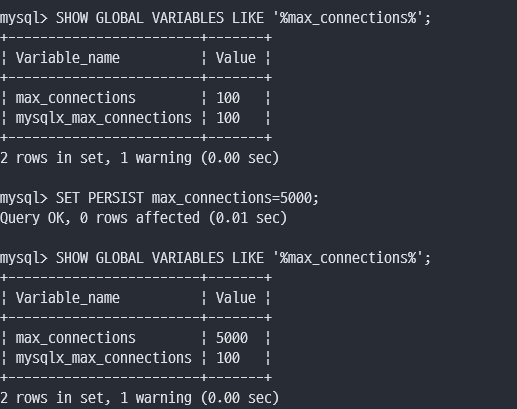 mysql> SHOW GLOBAL VARIABLES LIKE '%max_connections%';
+------------------------+-------+
¦ Variable_name          ¦ Value ¦
+------------------------+-------+
¦ max_connections        ¦ 100   ¦
¦ mysqlx_max_connections ¦ 100   ¦
+------------------------+-------+
2 rows in set, 1 warning (0.00 sec)

mysql> SET PERSIST max_connections=5000;
Query OK, 0 rows affected (0.01 sec)

mysql> SHOW GLOBAL VARIABLES LIKE '%max_connections%';
+------------------------+-------+
¦ Variable_name          ¦ Value ¦
+------------------------+-------+
¦ max_connections        ¦ 5000  ¦
¦ mysqlx_max_connections ¦ 100   ¦
+------------------------+-------+
2 rows in set, 1 warning (0.00 sec)